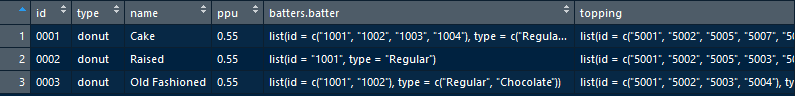 id type name ppu batters.batter topping
1 0001 donut Cake 0.55 list(id = c("1001", "1002", "1003", "1004"), type = c("Regula... list(id = c("5001", "5002", "5005", "5007", "50
2 0002 donut Raised 0.55 list(id = "1001", type = "Regular") list(id = c("5001", "5002", "5005", "5003", "50
3 0003 donut Old Fashioned 0.55 list(id = c("1001", "1002"), type = c("Regular", "Chocolate")) list(id = c("5001", "5002", "5003", "5004"), ty